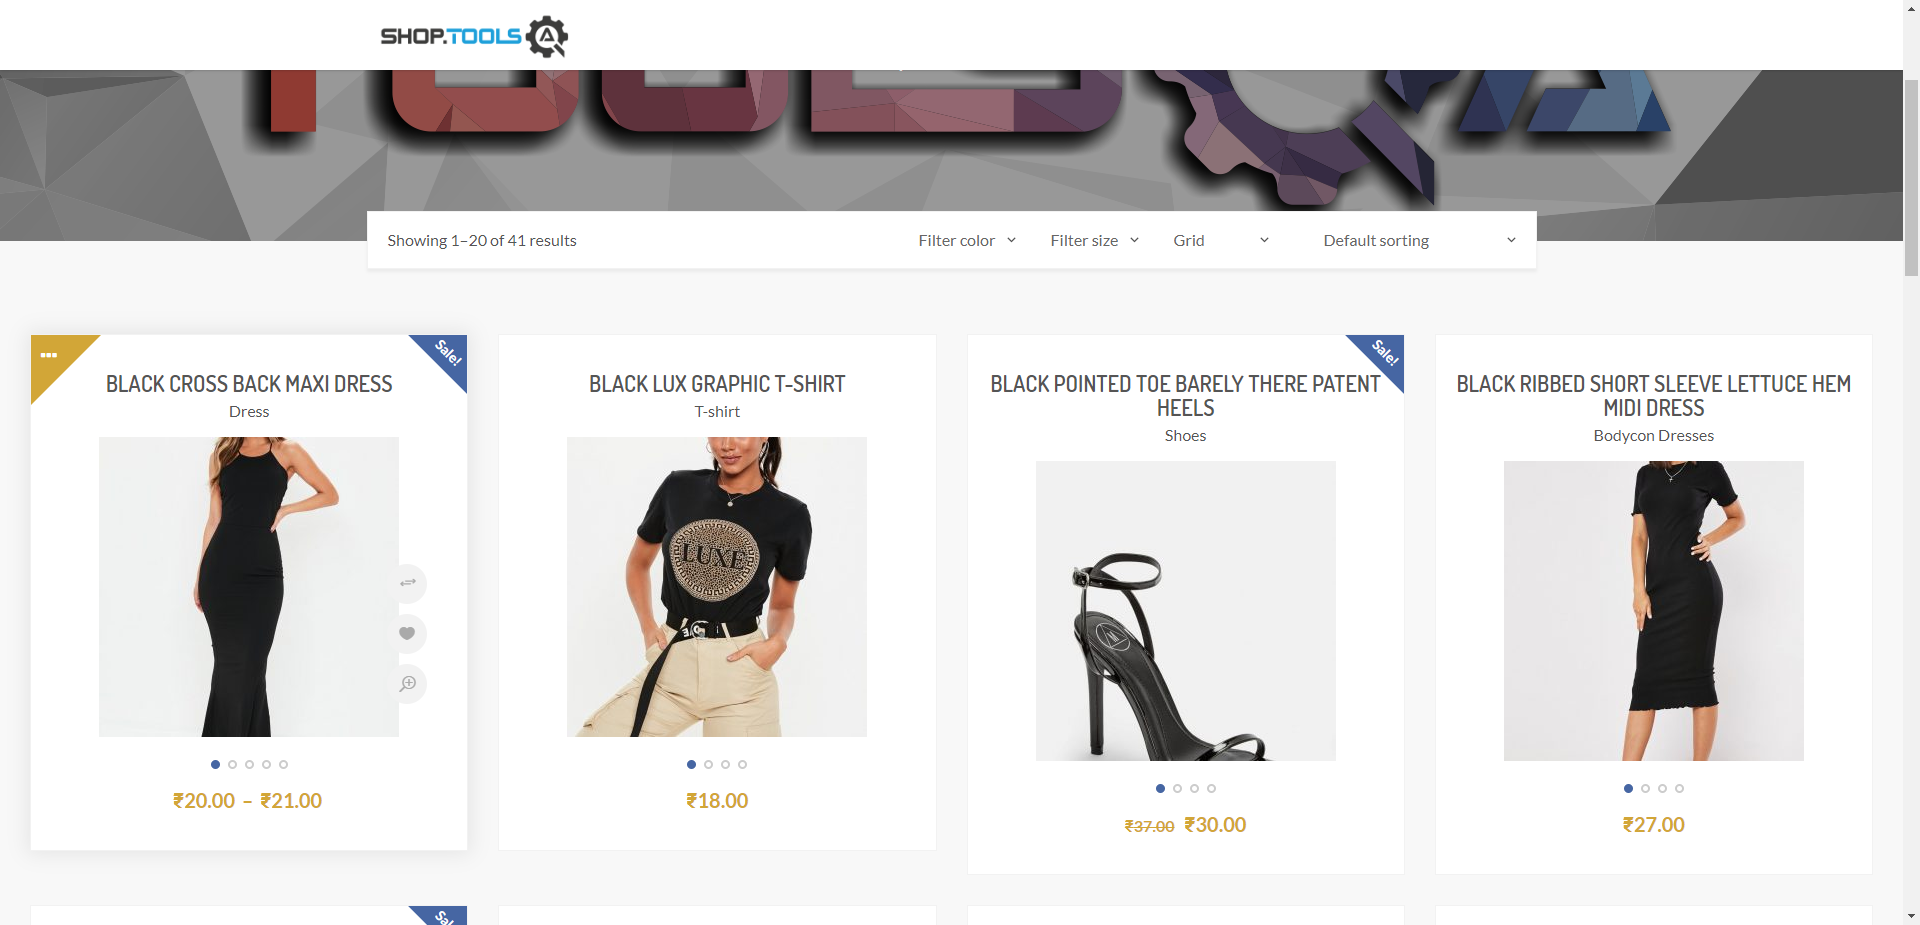 SHOP.TOOLS
TOOLS QA
Showing 1–20 of 41 results
Filter color
Filter size
Grid
Default sorting
Sale!
BLACK CROSS BACK MAXI DRESS
Dress
₹20.00 – ₹21.00
BLACK LUX GRAPHIC T-SHIRT
T-shirt
LUXE
₹18.00
Sale!
BLACK POINTED TOE BARELY THERE PATENT
HEELS
Shoes
M
₹37.00 ₹30.00
BLACK RIBBED SHORT SLEEVE LETTUCE HEM
MIDI DRESS
Bodycon Dresses
₹27.00
Sal